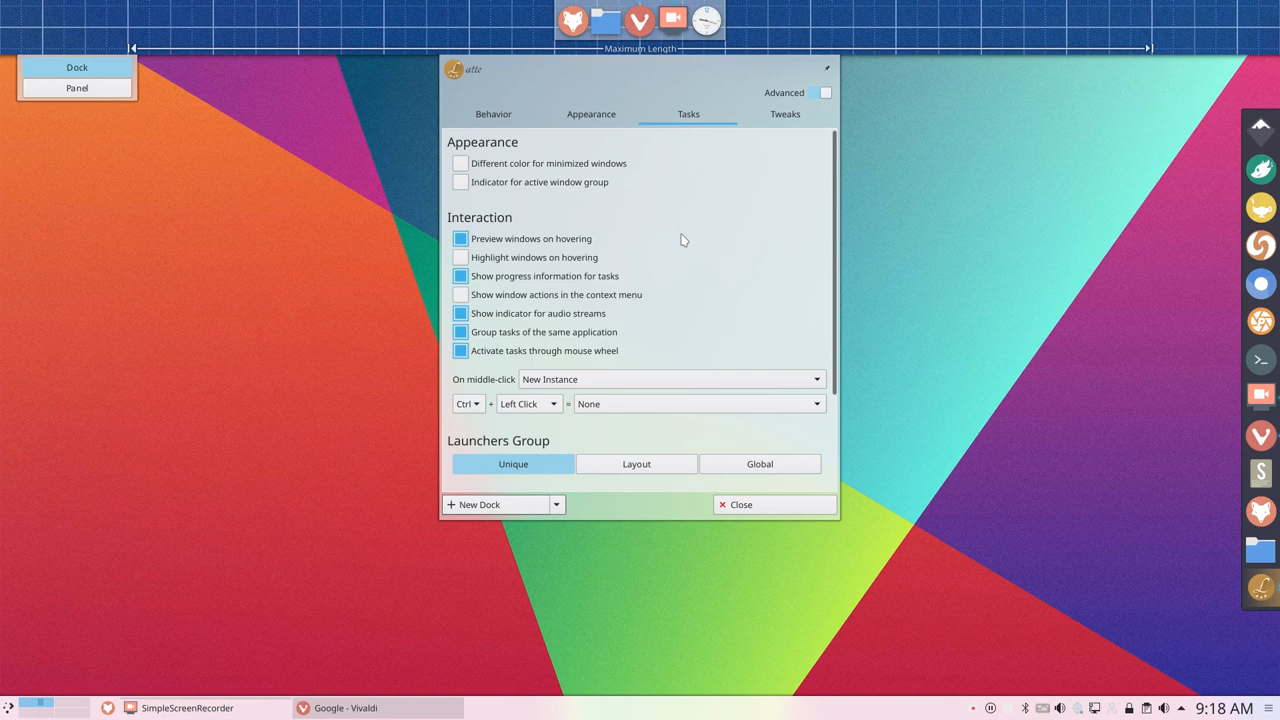 Maximum Length
Dock
Panel
Latte
Advanced
Behavior
Appearance
Tasks
Tweaks
Appearance
Different color for minimized windows
Indicator for active window group
Interaction
Preview windows on hovering
Highlight windows on hovering
Show progress information for tasks
Show window actions in the context menu
Show indicator for audio streams
Group tasks of the same application
Activate tasks through mouse wheel
On middle-click New Instance
Ctrl + Left Click = None
Launchers Group
Unique
Layout
Global
+ New Dock
Close
SimpleScreenRecorder
Google - Vivaldi
9:18 AM